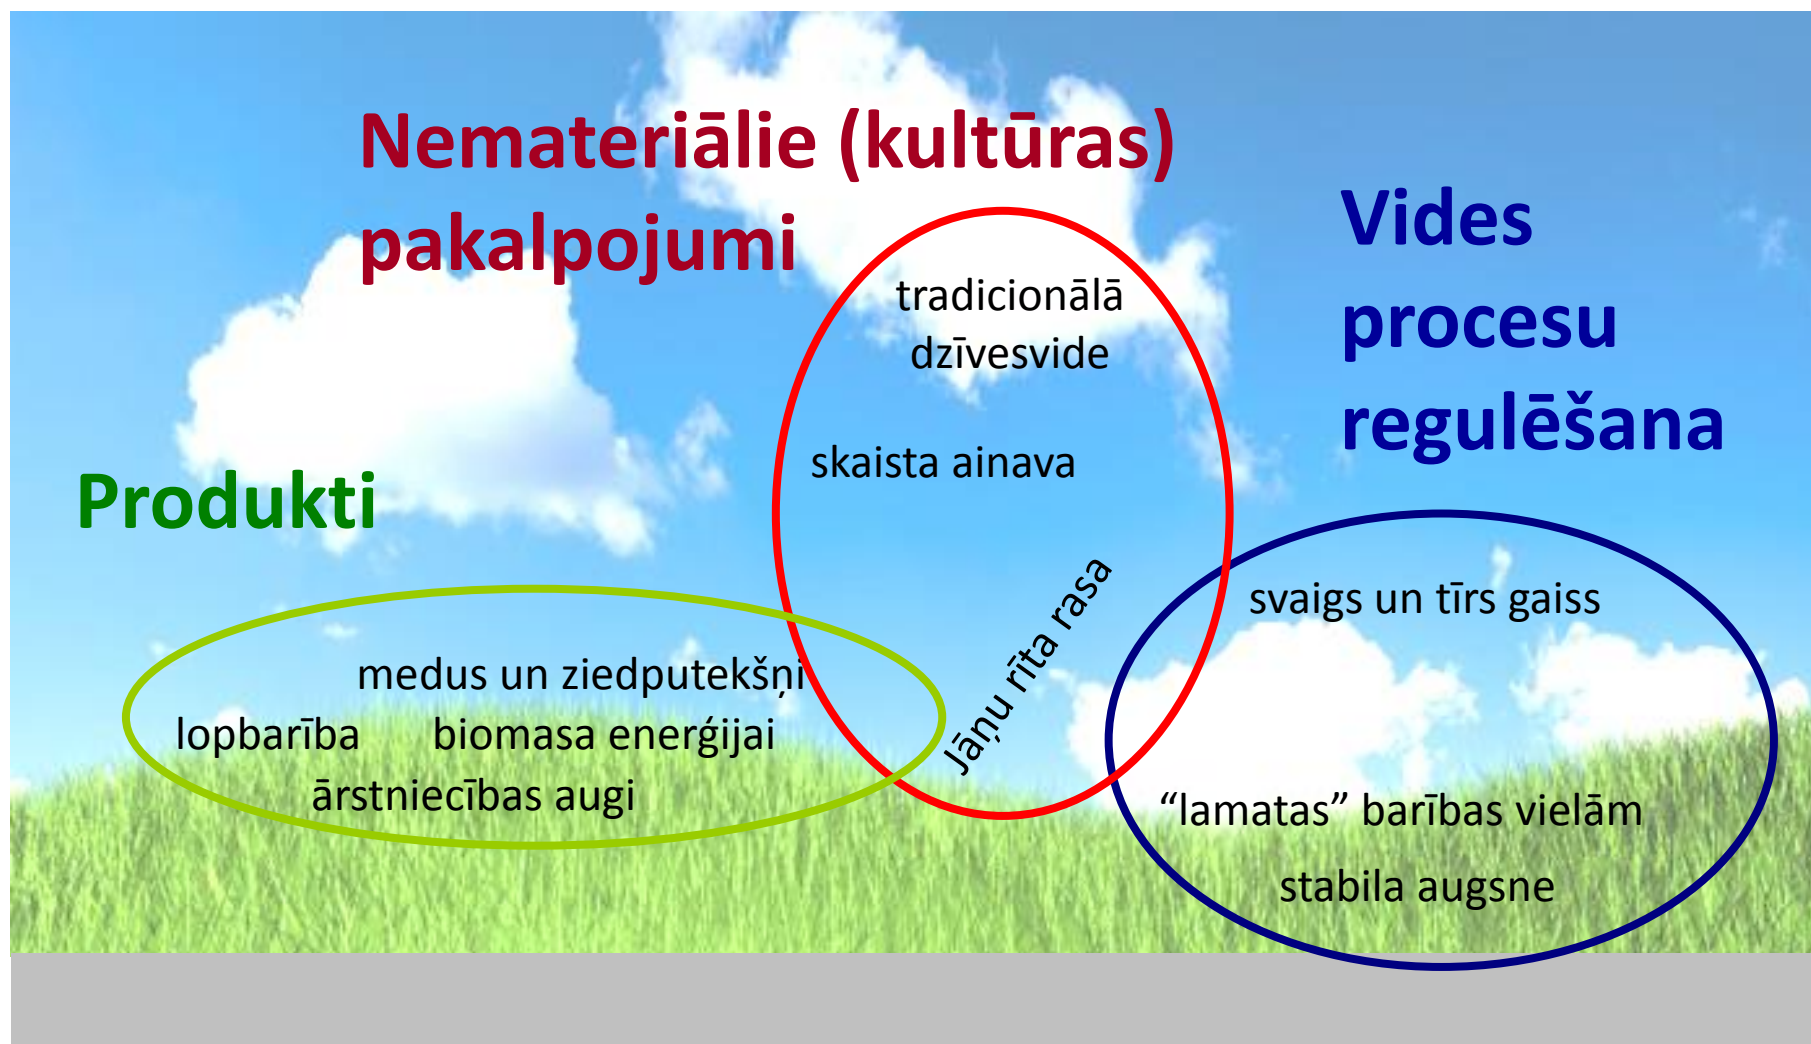 Nemateriālie (kultūras)
pakalpojumi
Vides
procesu
regulēšana
Produkti
tradicionālā
dzīvesvide
skaista ainava
Jāņu rīta rasa
svaigs un tīrs gaiss
medus un ziedputekšņi
lopbarība biomasa enerģijai
ārstniecības augi
“lamatas” barības vielām
stabila augsne